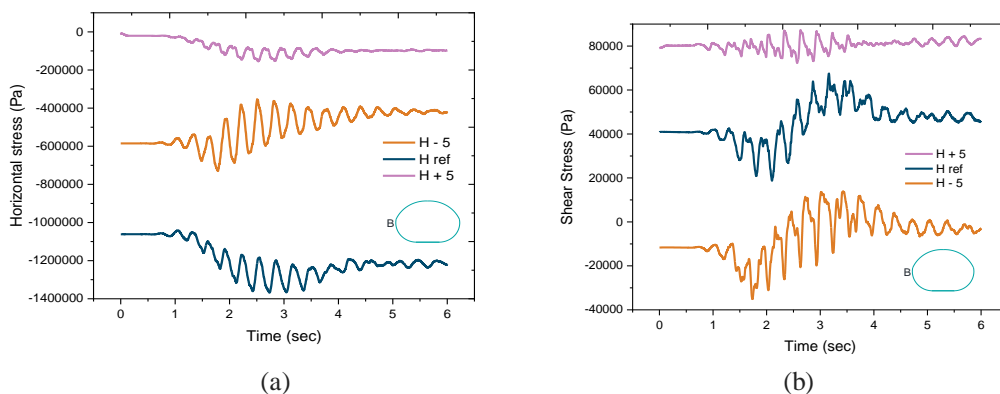 0
-200000
-400000
-600000
-800000
-1000000
-1200000
-1400000
Horizontal stress (Pa)
H - 5
H ref
H + 5
B
0 1 2 3 4 5 6
Time (sec)
(a)
80000
60000
40000
20000
0
-20000
-40000
Shear Stress (Pa)
H + 5
H ref
H - 5
B
0 1 2 3 4 5 6
Time (sec)
(b)